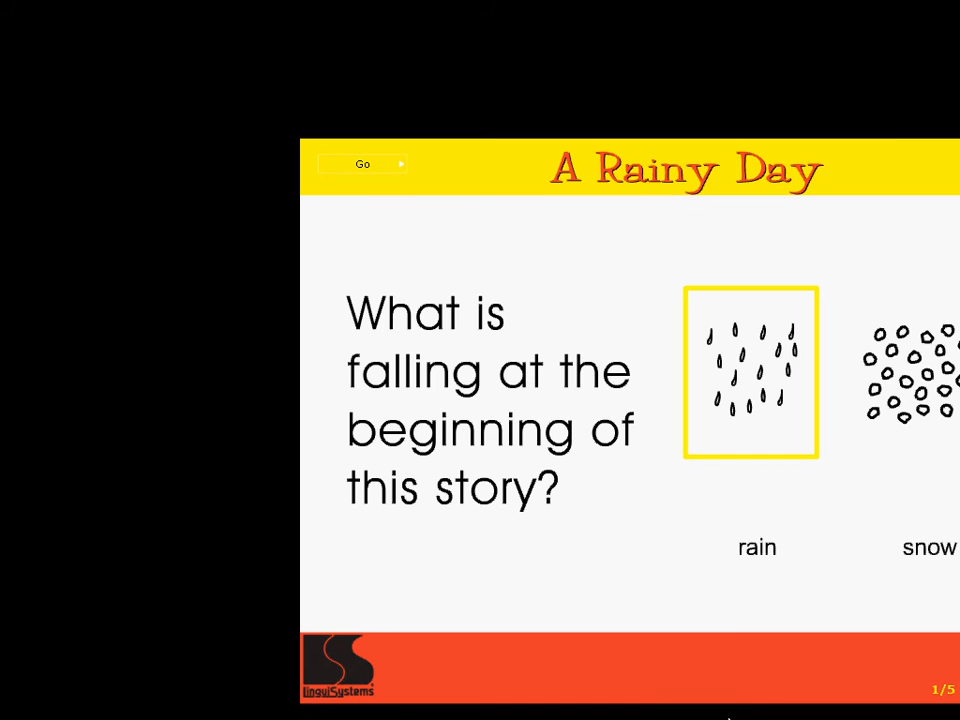 Go
A Rainy Day
What is
falling at the
beginning of
this story?
rain
snow
LinguiSystems
1/5